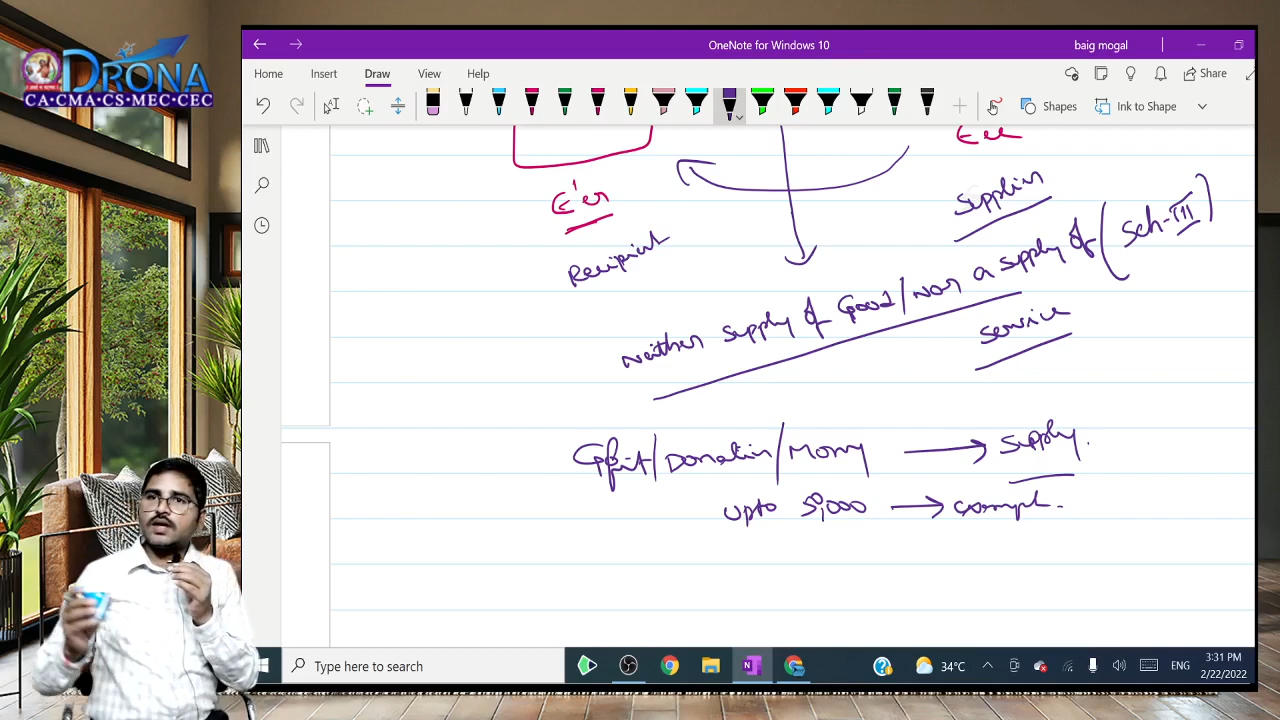 DRONA
CA•CMA•CS•MEC•CEC
OneNote for Windows 10
baig mogal
Home Insert Draw View Help
Share
Shapes
Ink to Shape
E'er
Recipient
Eee
Supplier
Neither supply of Good/Nor a supply of (Sch-III)
Service
Gift/Donation/Money → Supply.
upto 50,000 → exempt.
Type here to search
34°C
ENG
3:31 PM
2/22/2022